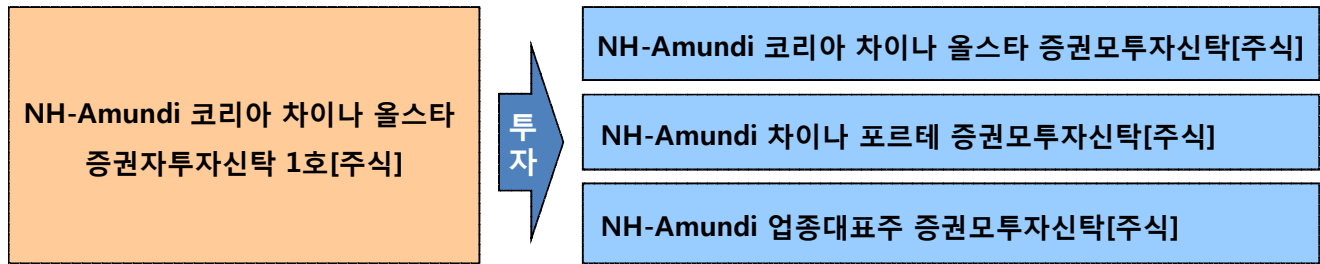 NH-Amundi 코리아 차이나 올스타
증권자투자신탁 1호[주식]
투
자
NH-Amundi 코리아 차이나 올스타 증권모투자신탁[주식]
NH-Amundi 차이나 포르테 증권모투자신탁[주식]
NH-Amundi 업종대표주 증권모투자신탁[주식]